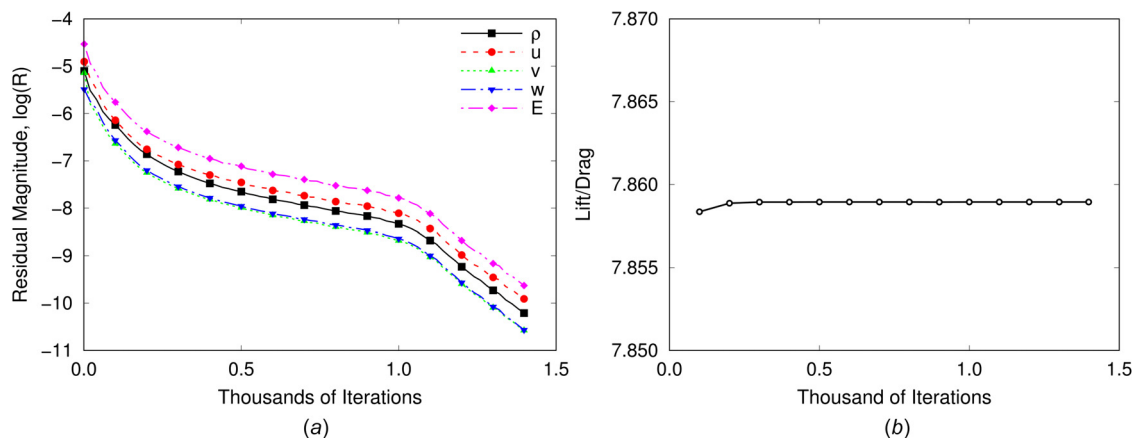 −4
−5
−6
−7
−8
−9
−10
−11
Residual Magnitude, log(R)
ρ
u
v
w
E
0.0
0.5
1.0
1.5
Thousands of Iterations
(a)
7.870
7.865
7.860
7.855
7.850
Lift/Drag
0.5
1.0
1.5
0.0
Thousand of Iterations
(b)